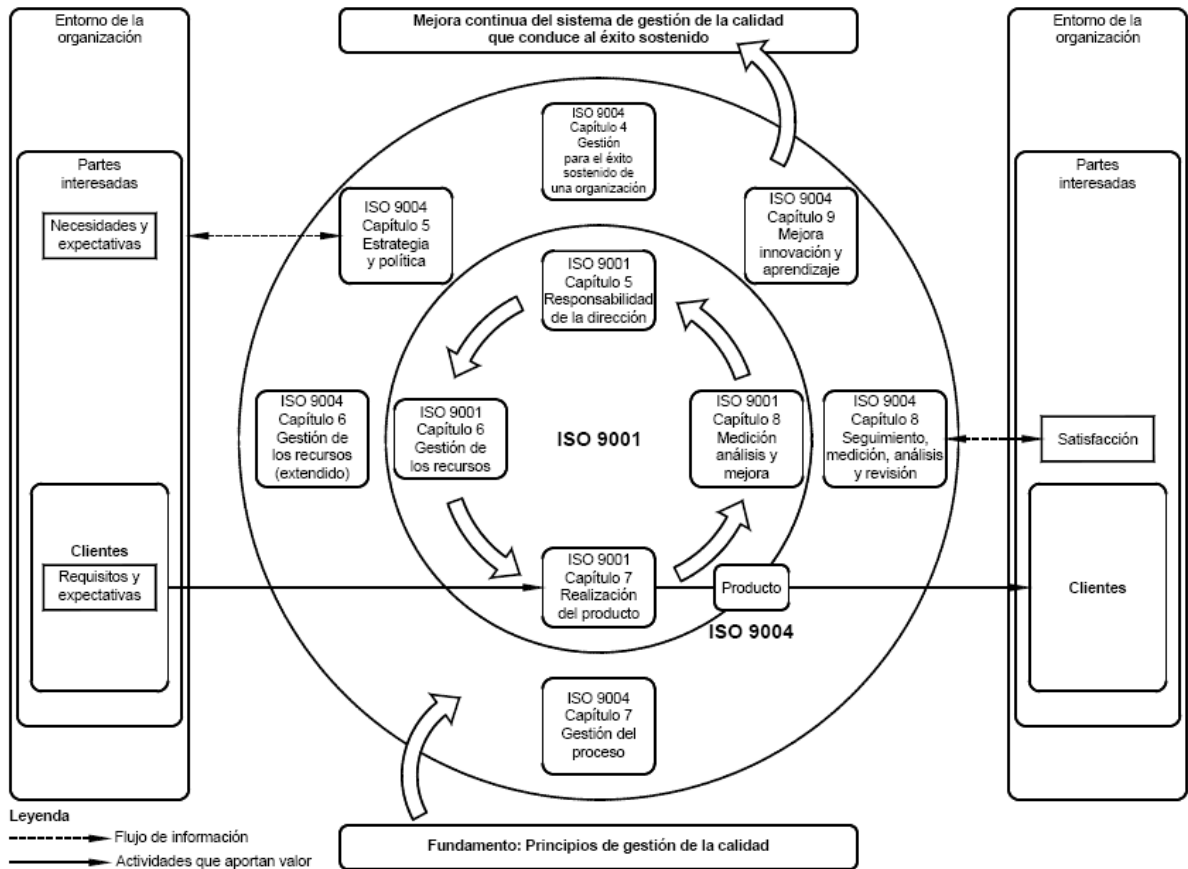 Entorno de la
organización
Mejora continua del sistema de gestión de la calidad
que conduce al éxito sostenido
Entorno de la
organización
Partes
interesadas
Necesidades y
expectativas
Clientes
Requisitos y
expectativas
ISO 9004
Capítulo 4
Gestión
para el éxito
sostenido de
una organización
ISO 9004
Capítulo 5
Estrategia
y política
ISO 9004
Capítulo 9
Mejora
innovación y
aprendizaje
ISO 9001
Capítulo 5
Responsabilidad
de la dirección
ISO 9004
Capítulo 6
Gestión de
los recursos
(extendido)
ISO 9001
Capítulo 6
Gestión de
los recursos
ISO 9001
ISO 9001
Capítulo 8
Medición
análisis y
mejora
ISO 9004
Capítulo 8
Seguimiento,
medición, análisis
y revisión
ISO 9001
Capítulo 7
Realización
del producto
Producto
ISO 9004
ISO 9004
Capítulo 7
Gestión del
proceso
Partes
interesadas
Satisfacción
Clientes
Leyenda
Flujo de información
Actividades que aportan valor
Fundamento: Principios de gestión de la calidad